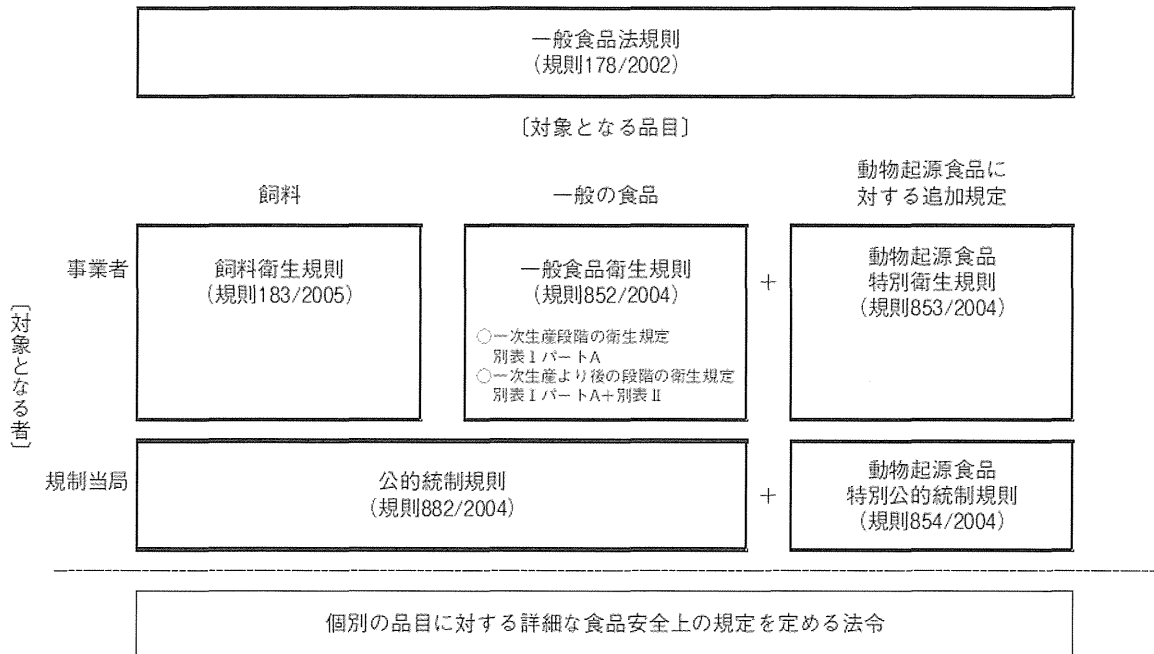 一般食品法規則
（規則178/2002）
〔対象となる品目〕
飼料
一般の食品
動物起源食品に
対する追加規定
〔対象となる者〕
事業者
飼料衛生規則
（規則183/2005）
一般食品衛生規則
（規則852/2004）
○一次生産段階の衛生規定
別表ⅠパートA
○一次生産より後の段階の衛生規定
別表ⅠパートA＋別表Ⅱ
＋
動物起源食品
特別衛生規則
（規則853/2004）
規制当局
公的統制規則
（規則882/2004）
＋
動物起源食品
特別公的統制規則
（規則854/2004）
個別の品目に対する詳細な食品安全上の規定を定める法令